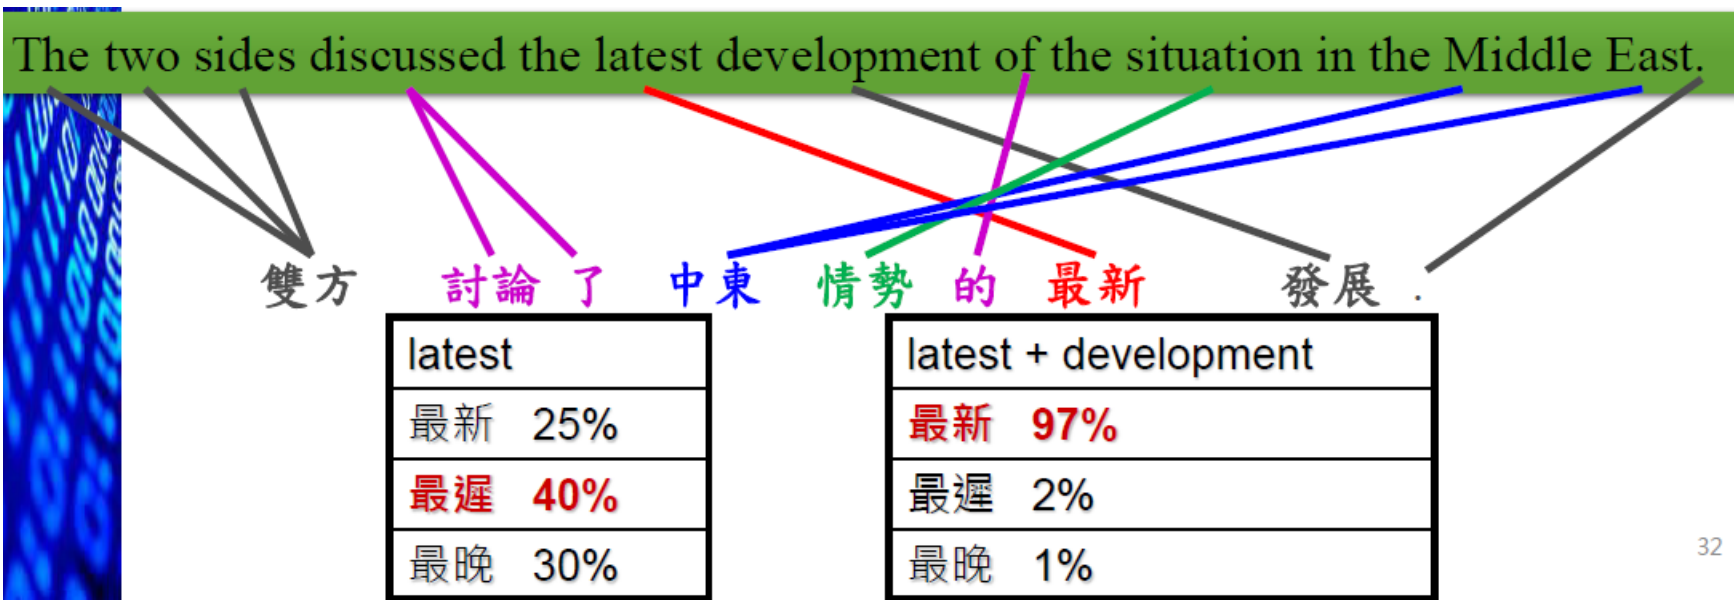 The two sides discussed the latest development of the situation in the Middle East.
雙方 討論 了 中東 情勢 的 最新 發展 .
latest
最新 25%
最遲 40%
最晚 30%
latest + development
最新 97%
最遲 2%
最晚 1%
32